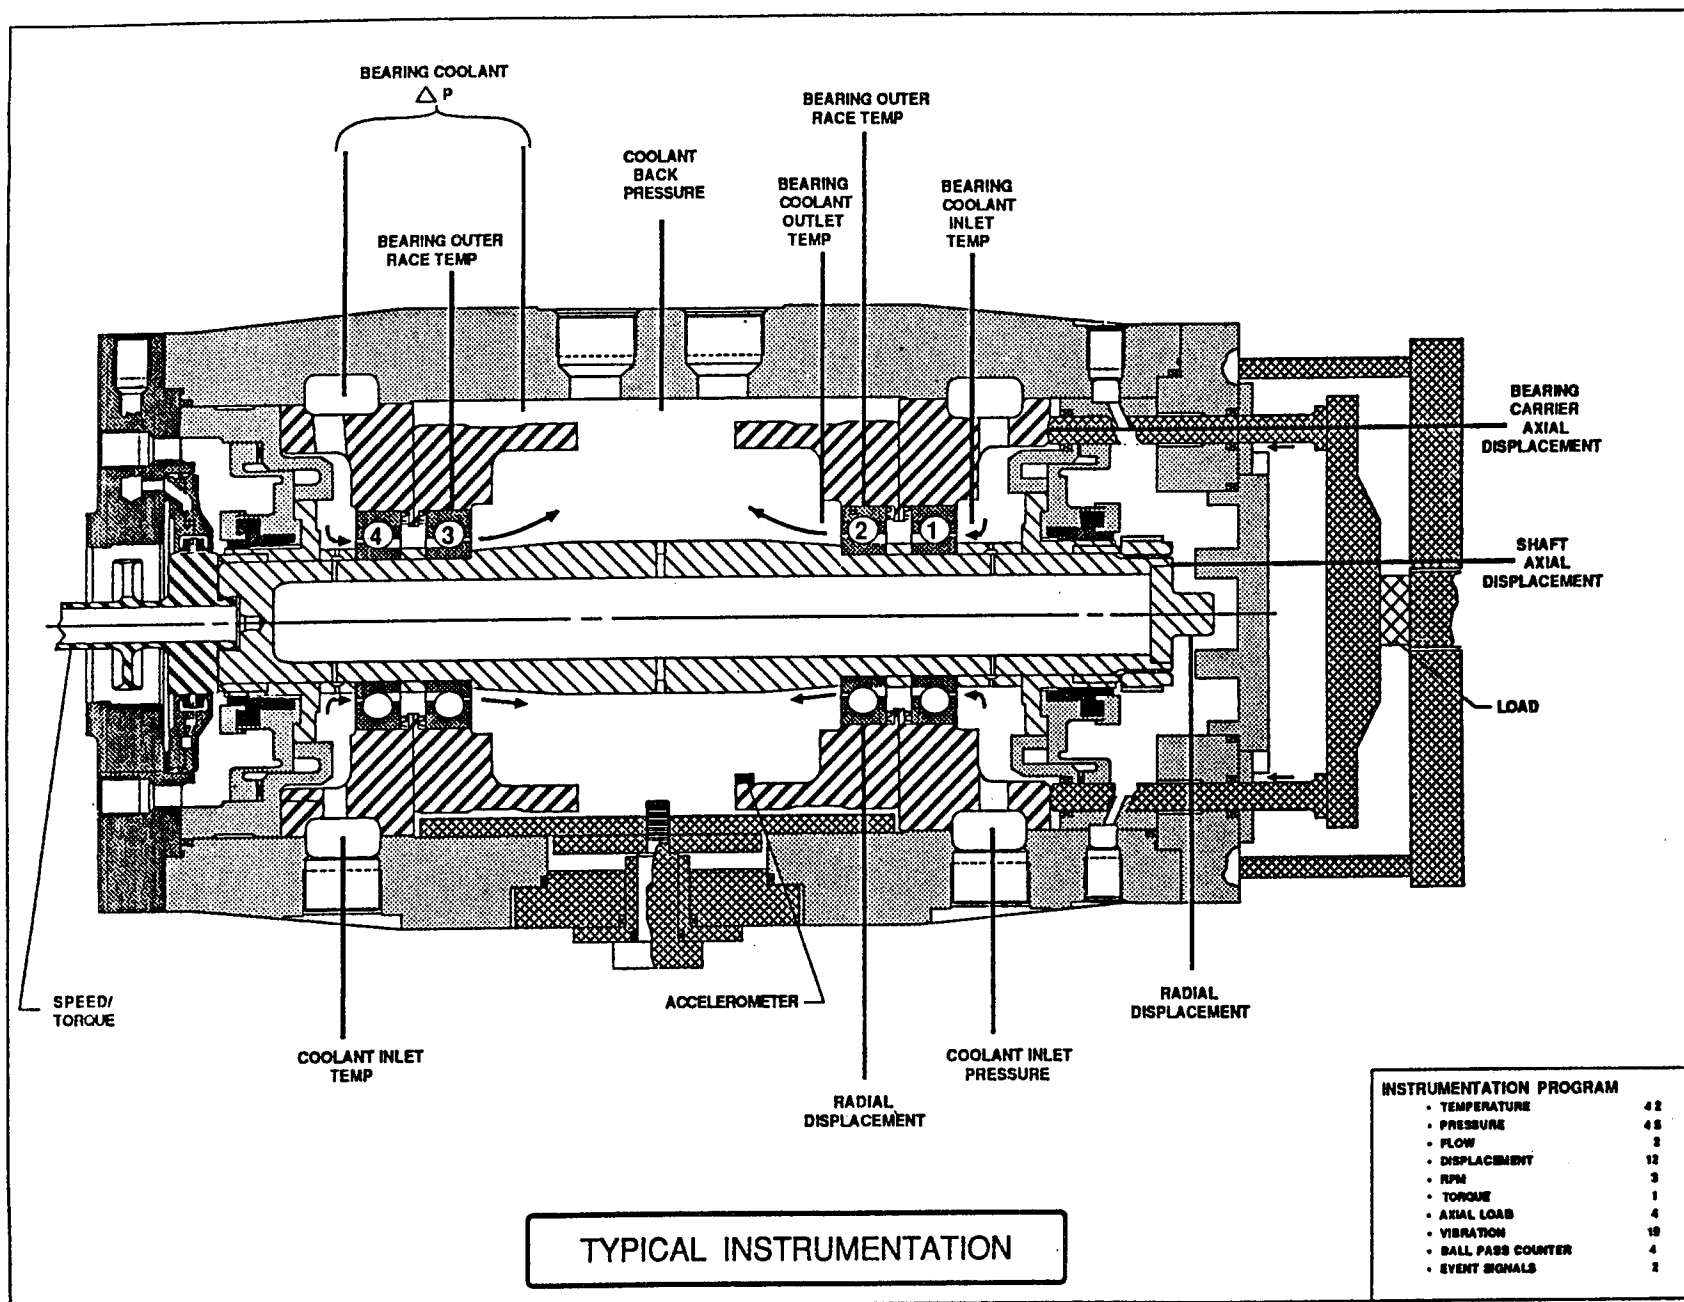 BEARING COOLANT
△ P
BEARING OUTER
RACE TEMP
COOLANT
BACK
PRESSURE
BEARING OUTER
RACE TEMP
BEARING
COOLANT
OUTLET
TEMP
BEARING
COOLANT
INLET
TEMP
BEARING
CARRIER
AXIAL
DISPLACEMENT
4
3
2
1
SHAFT
AXIAL
DISPLACEMENT
LOAD
SPEED/
TORQUE
COOLANT INLET
TEMP
ACCELEROMETER
RADIAL
DISPLACEMENT
COOLANT INLET
PRESSURE
RADIAL
DISPLACEMENT
INSTRUMENTATION PROGRAM
• TEMPERATURE 42
• PRESSURE
• FLOW 2
• DISPLACEMENT 12
• RPM 3
• TORQUE 1
• AXIAL LOAD 4
• VIBRATION
• BALL PASS COUNTER 4
• EVENT SIGNALS 2
TYPICAL INSTRUMENTATION